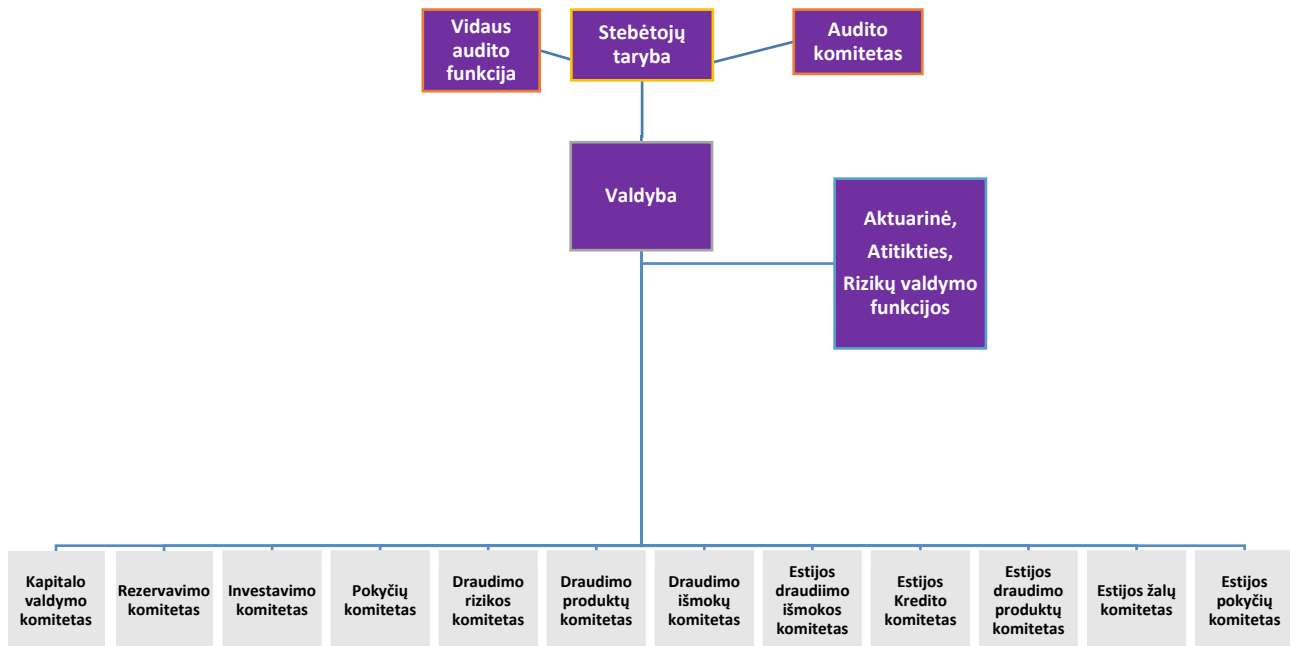 Vidaus
audito
funkcija
Stebėtojų
taryba
Audito
komitetas
Valdyba
Aktuarinė,
Atitikties,
Rizikų valdymo
funkcijos
Kapitalo
valdymo
komitetas
Rezervavimo
komitetas
Investavimo
komitetas
Pokyčių
komitetas
Draudimo
rizikos
komitetas
Draudimo
produktų
komitetas
Draudimo
išmokų
komitetas
Estijos
draudiimo
išmokos
komitetas
Estijos
Kredito
komitetas
Estijos
draudimo
produktų
komitetas
Estijos žalų
komitetas
Estijos
pokyčių
komitetas